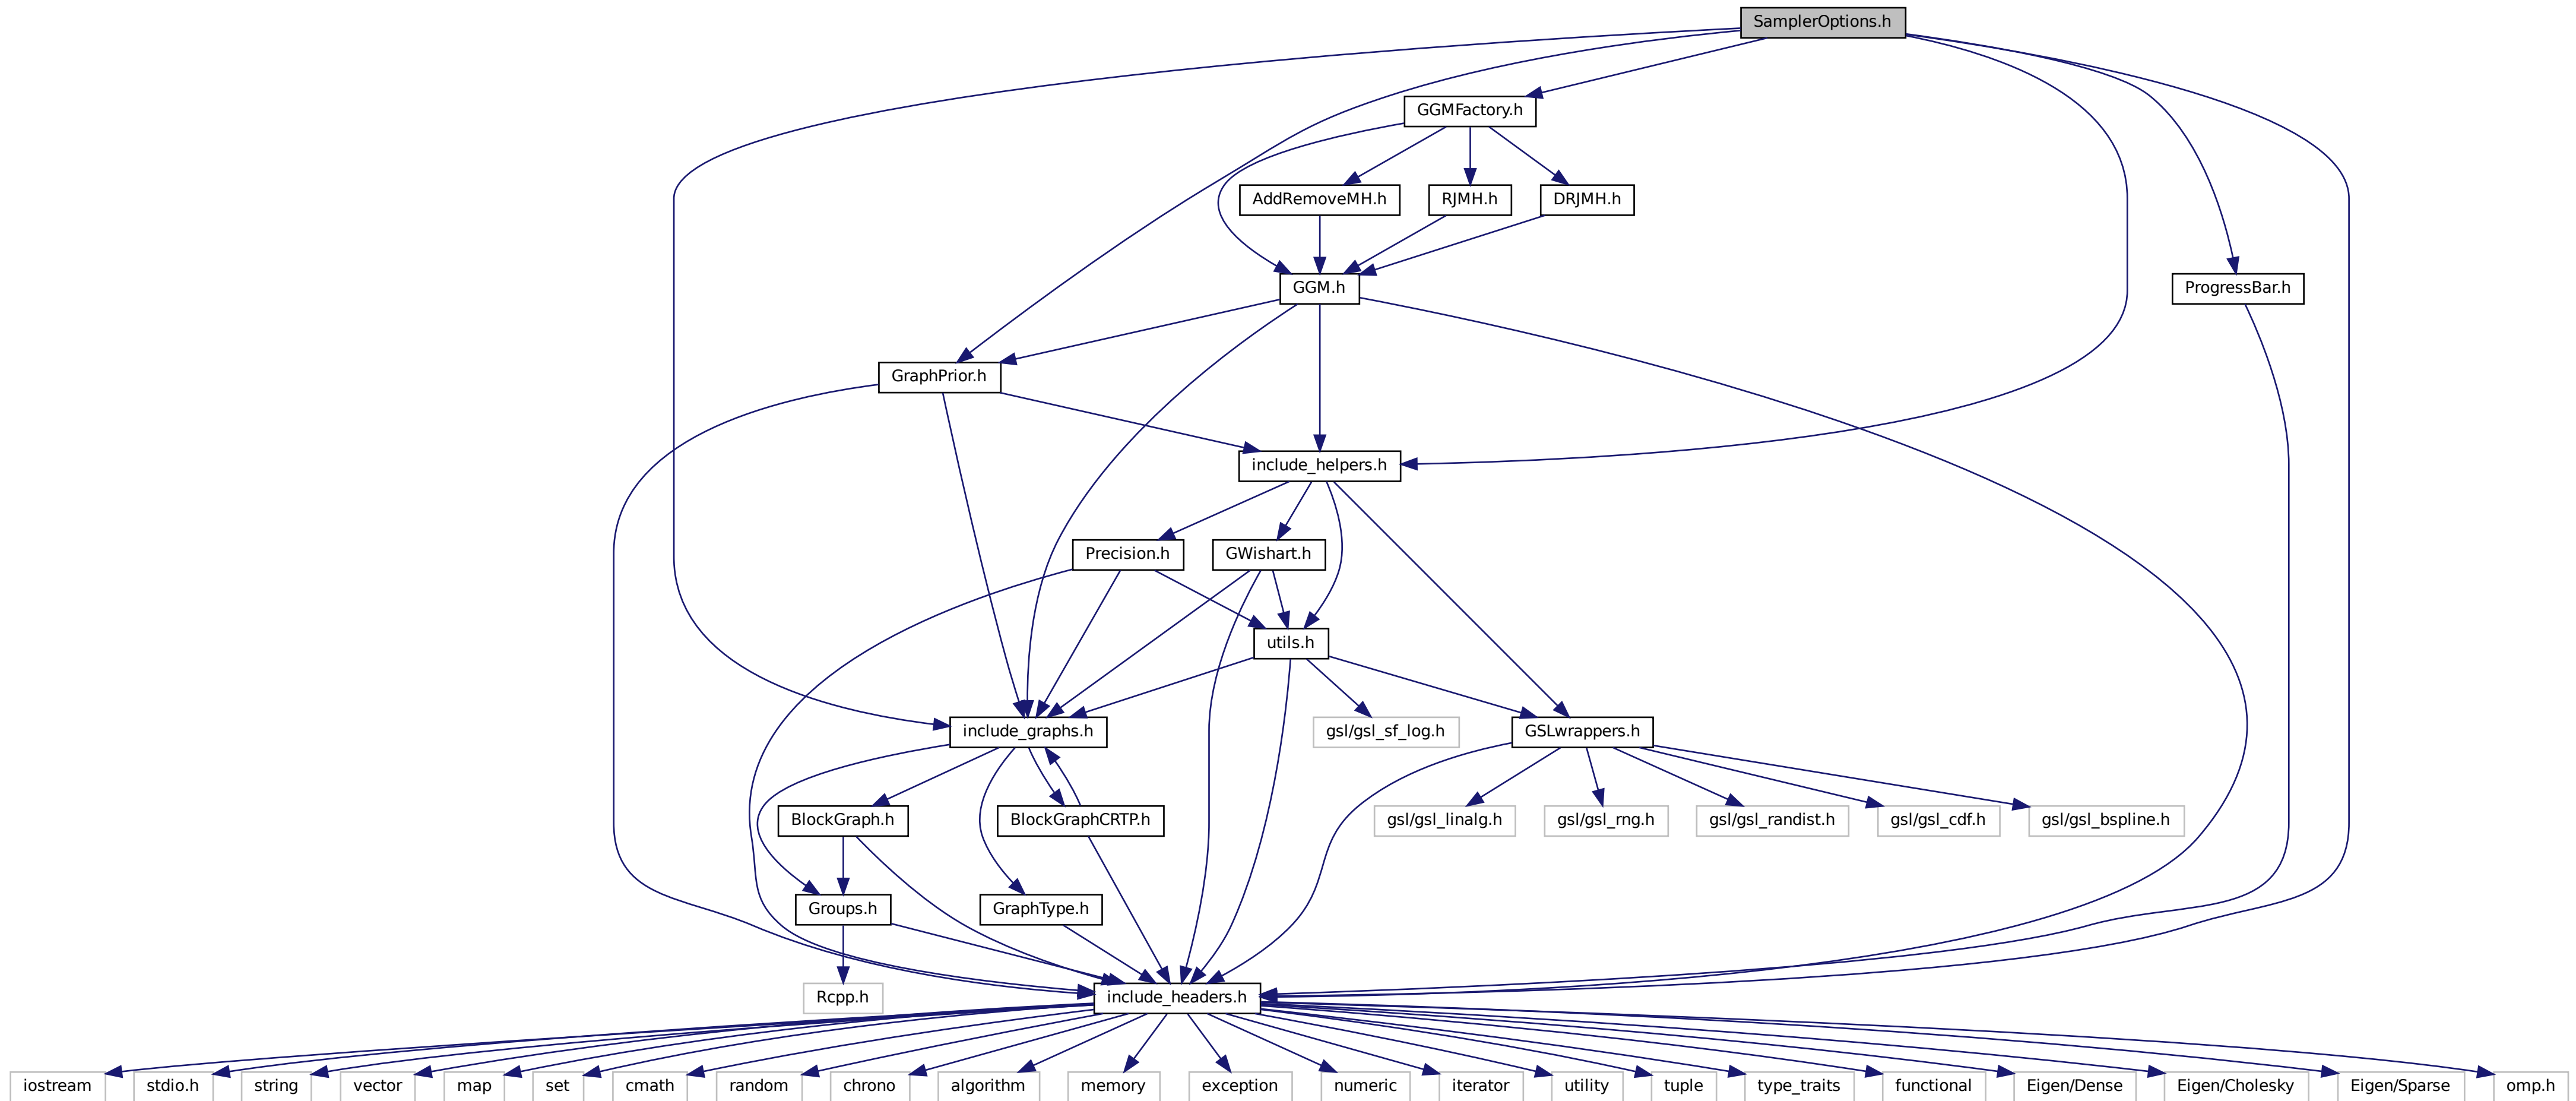 SamplerOptions.h
GGMFactory.h
AddRemoveMH.h
RJMH.h
DRJMH.h
GGM.h
ProgressBar.h
GraphPrior.h
include_helpers.h
Precision.h
GWishart.h
utils.h
include_graphs.h
gsl/gsl_sf_log.h
GSLwrappers.h
BlockGraph.h
BlockGraphCRTP.h
gsl/gsl_linalg.h
gsl/gsl_rng.h
gsl/gsl_randist.h
gsl/gsl_cdf.h
gsl/gsl_bspline.h
Groups.h
GraphType.h
Rcpp.h
include_headers.h
iostream
stdio.h
string
vector
map
set
cmath
random
chrono
algorithm
memory
exception
numeric
iterator
utility
tuple
type_traits
functional
Eigen/Dense
Eigen/Cholesky
Eigen/Sparse
omp.h